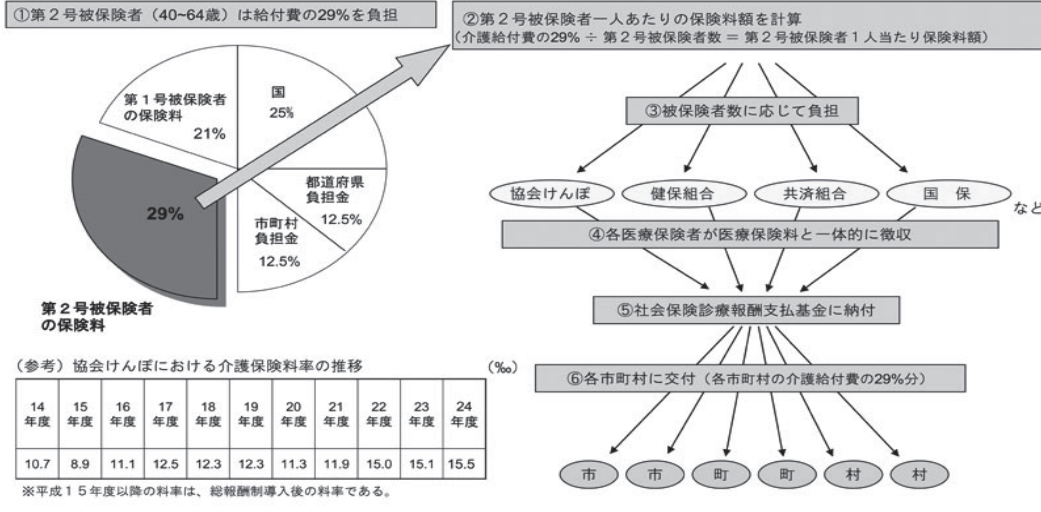 ①第２号被保険者（40~64歳）は給付費の29%を負担
第１号被保険者
の保険料
21%
国
25%
都道府県
負担金
12.5%
市町村
負担金
12.5%
29%
第２号被保険者
の保険料
②第２号被保険者一人あたりの保険料額を計算
（介護給付費の29% ÷ 第２号被保険者数 ＝ 第２号被保険者１人当たり保険料額）
③被保険者数に応じて負担
協会けんぽ 健保組合 共済組合 国 保 など
④各医療保険者が医療保険料と一体的に徴収
⑤社会保険診療報酬支払基金に納付
⑥各市町村に交付（各市町村の介護給付費の29%分）
市 市 町 町 村 村
（参考）協会けんぽにおける介護保険料率の推移 （‰）
14 15 16 17 18 19 20 21 22 23 24
年度 年度 年度 年度 年度 年度 年度 年度 年度 年度 年度
10.7 8.9 11.1 12.5 12.3 12.3 11.3 11.9 15.0 15.1 15.5
※平成１５年度以降の料率は、総報酬制導入後の料率である。